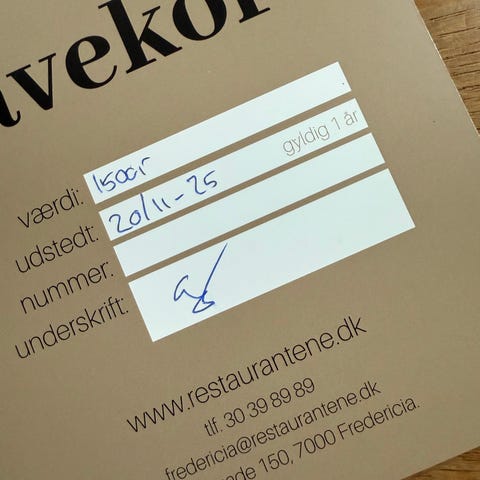 avekor
værdi: 1500,-
udstedt: 20/11-25 gyldig 1 år
nummer:
underskrift:
www.restaurantene.dk
tlf. 30 39 89 89
fredericia@restaurantene.dk
150, 7000 Fredericia.